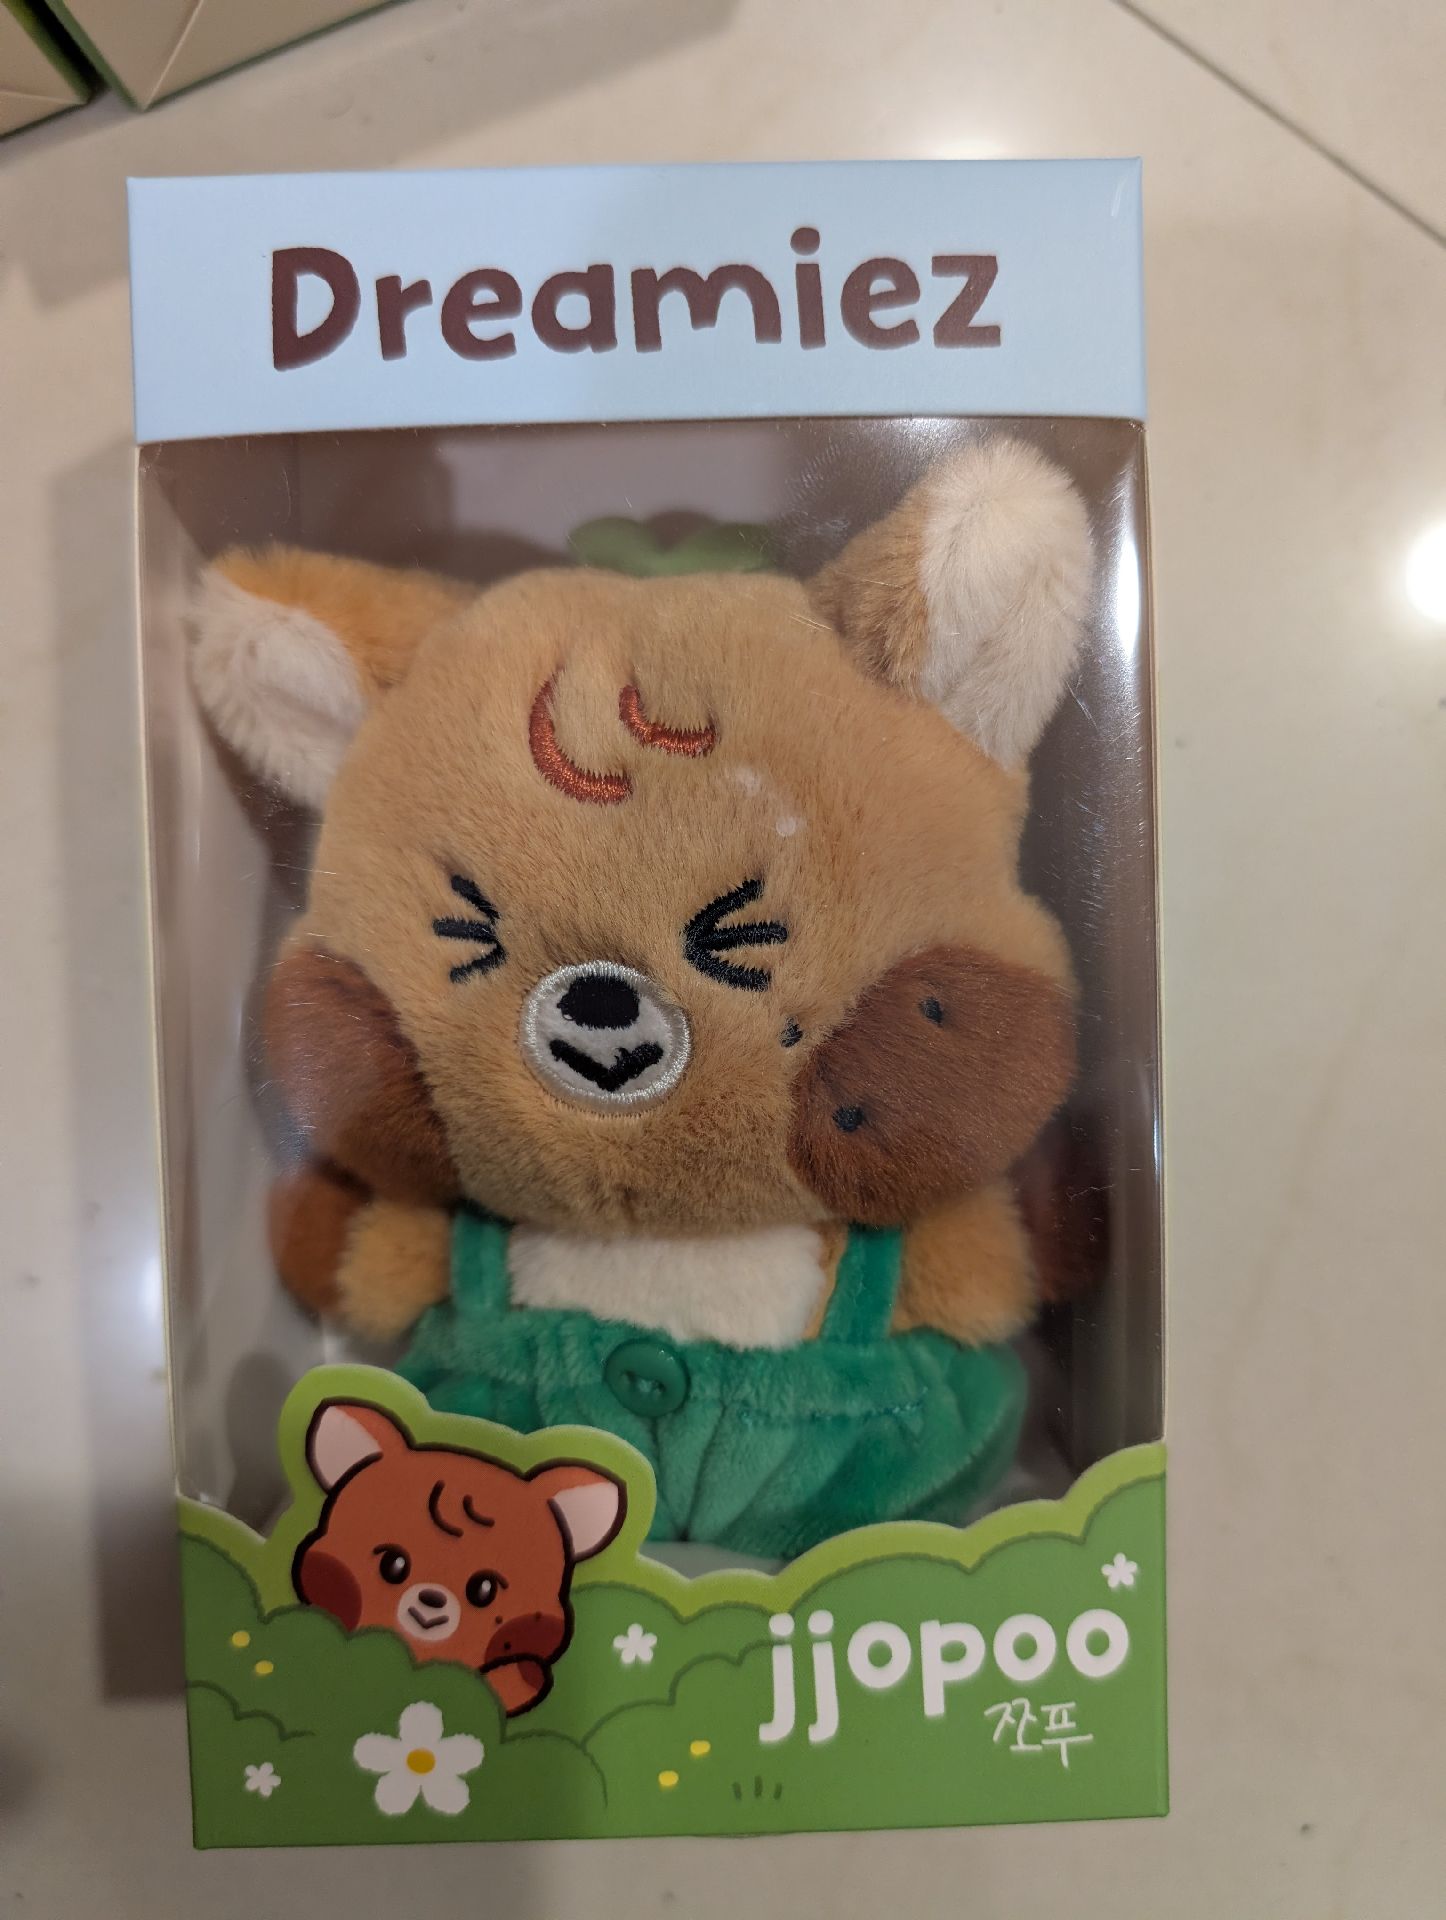 Dreamiez
jjopoo
쪼푸